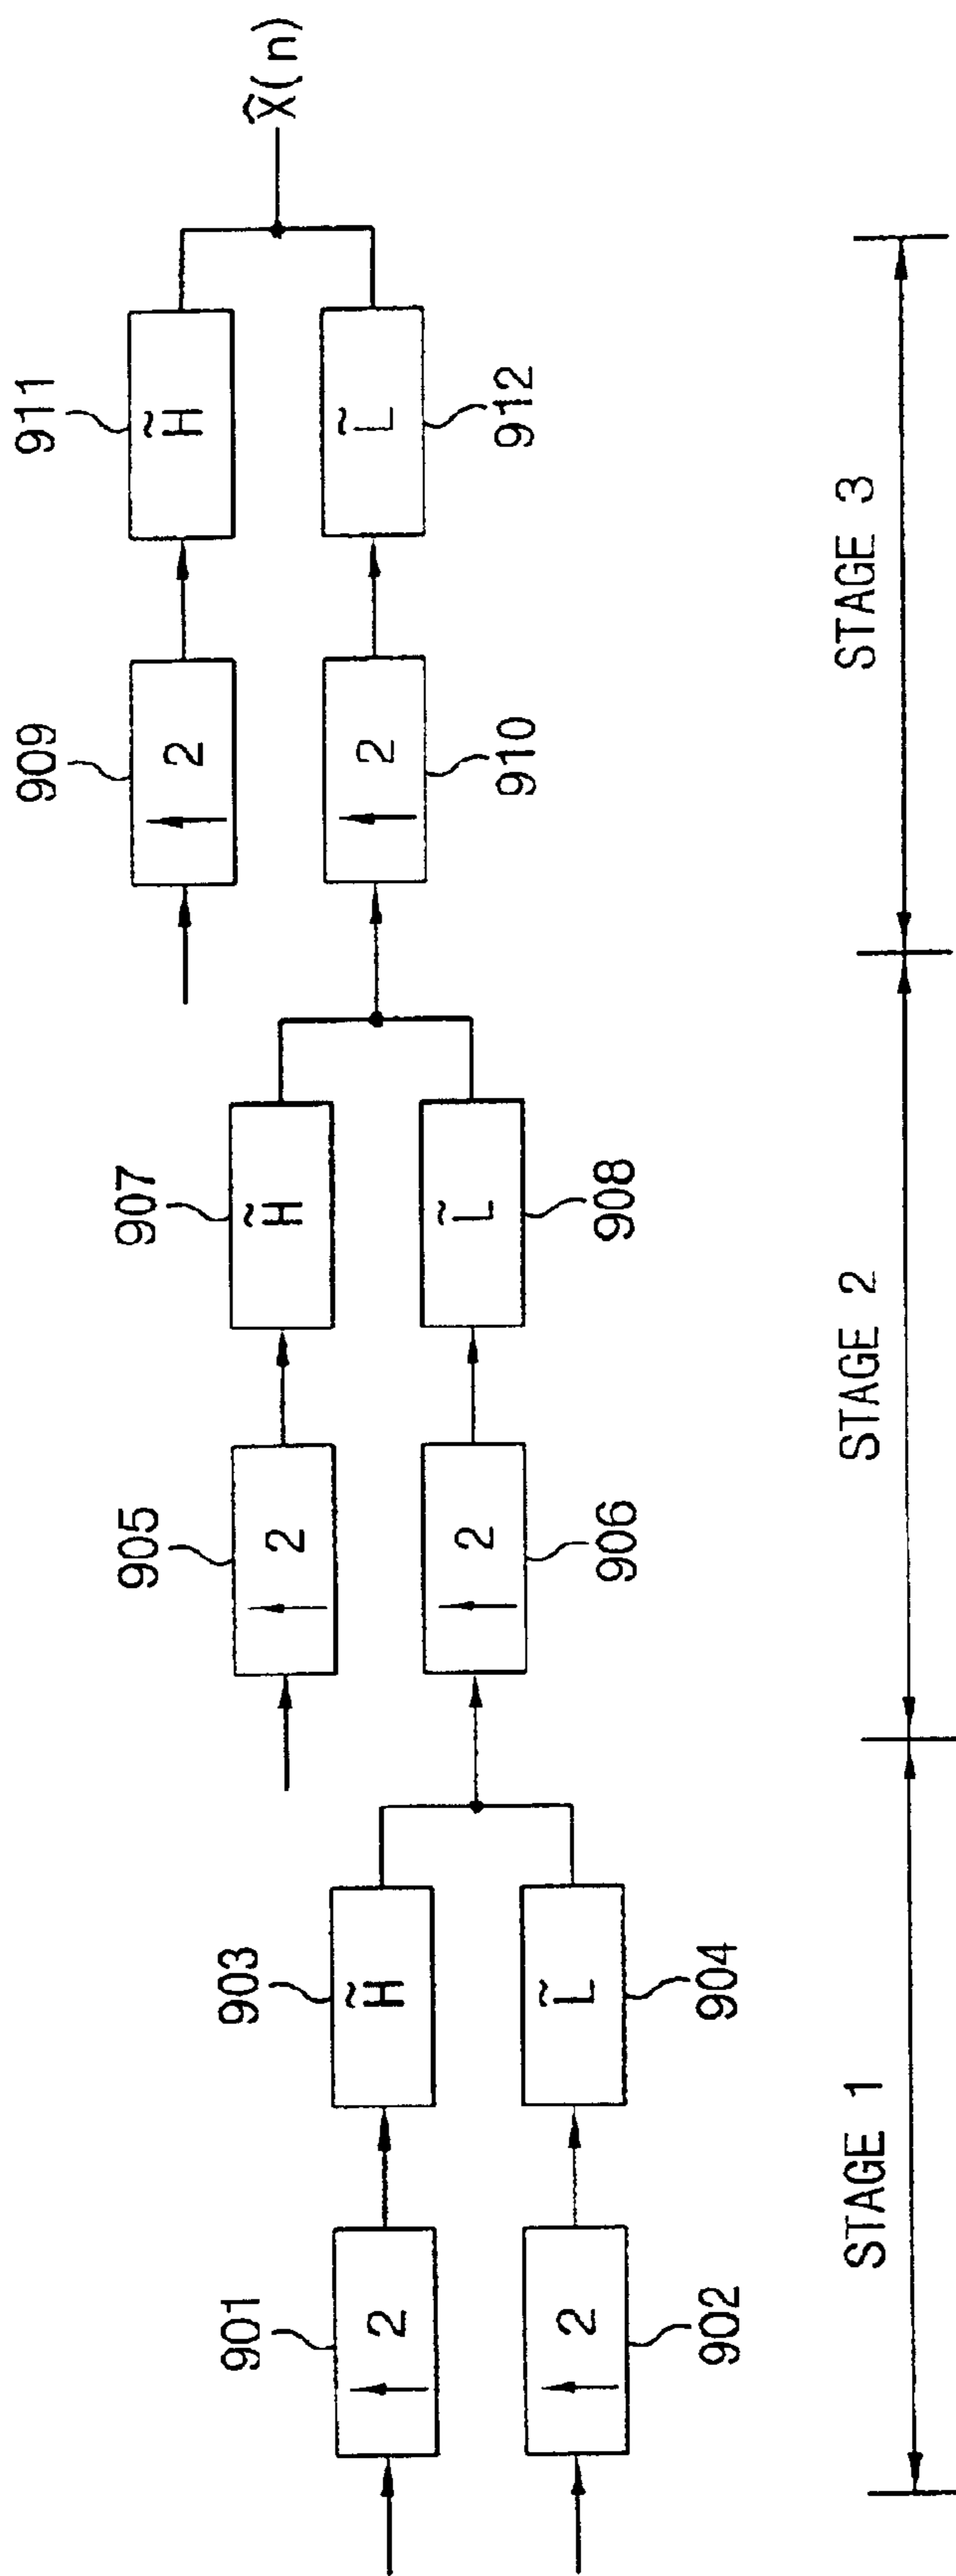 901
↑ 2
903
H̃
902
↑ 2
904
L̃
905
↑ 2
907
H̃
906
↑ 2
908
L̃
909
↑ 2
911
H̃
910
↑ 2
912
L̃
X̂(n)
STAGE 1
STAGE 2
STAGE 3